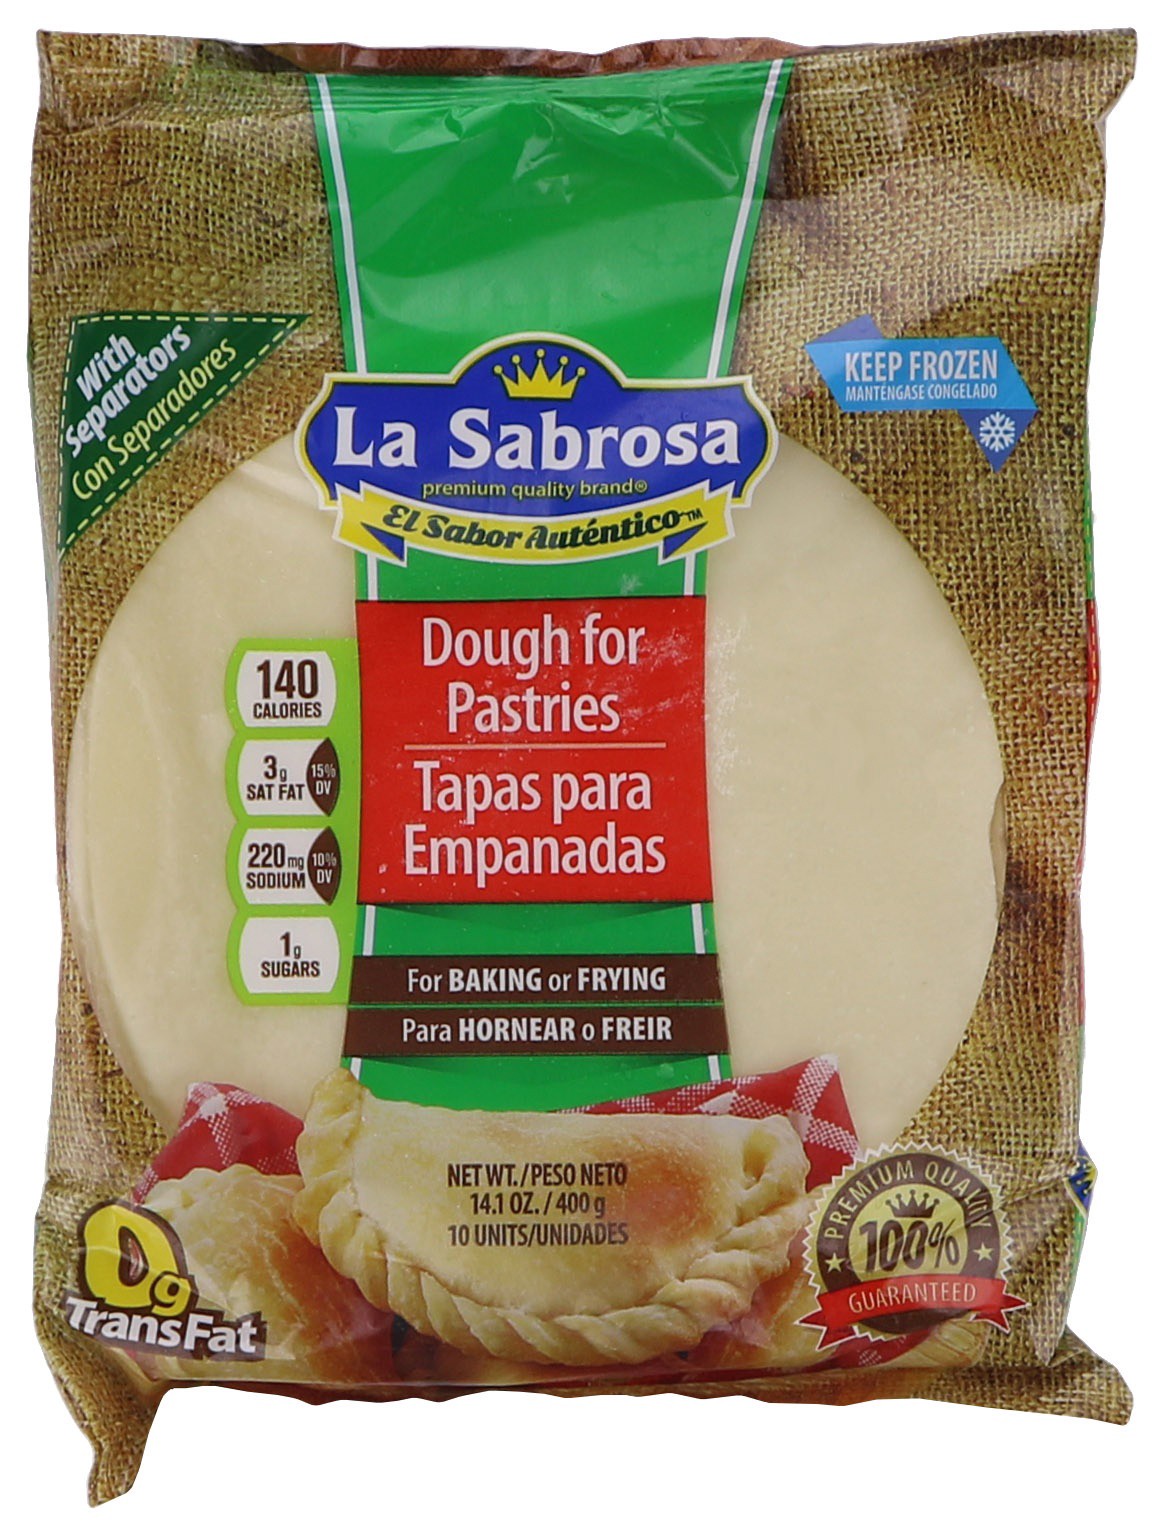 With
Separators
Con Separadores
KEEP FROZEN
MANTENGASE CONGELADO
La Sabrosa
premium quality brand®
El Sabor Auténtico™
Dough for
Pastries
Tapas para
Empanadas
140
CALORIES
3g
SAT FAT
15%
DV
220mg
SODIUM
10%
DV
1g
SUGARS
For BAKING or FRYING
Para HORNEAR o FREIR
NET WT./PESO NETO
14.1 OZ. / 400 g
10 UNITS/UNIDADES
0g
TransFat
PREMIUM QUALITY
100%
GUARANTEED